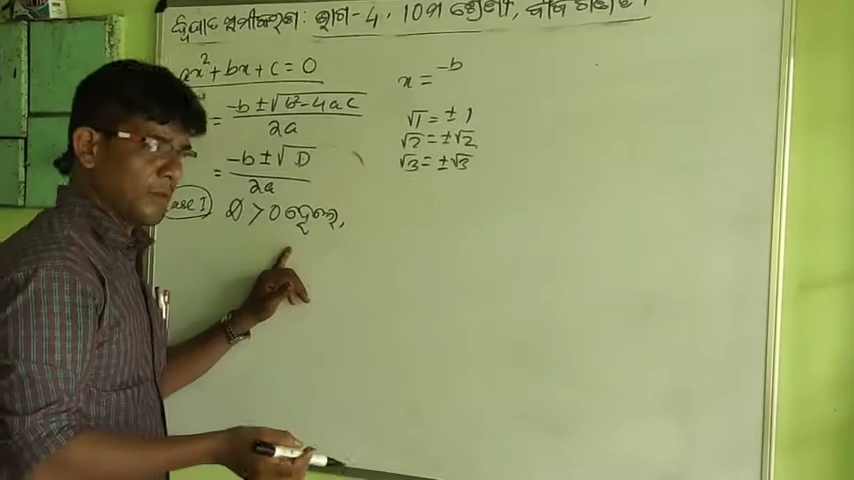 ଦ୍ୱିଘାତ ସମୀକରଣ : ଭାଗ-4. 10ମ ଶ୍ରେଣୀ, ବୀଜ ଗଣିତ ।
ax² + bx + c = 0
= -b ± √b² - 4ac / 2a
= -b ± √D / 2a
Case I D > 0 ହେଲେ,
x = -b
√1 = ± 1
√2 = ± √2
√3 = ± √3